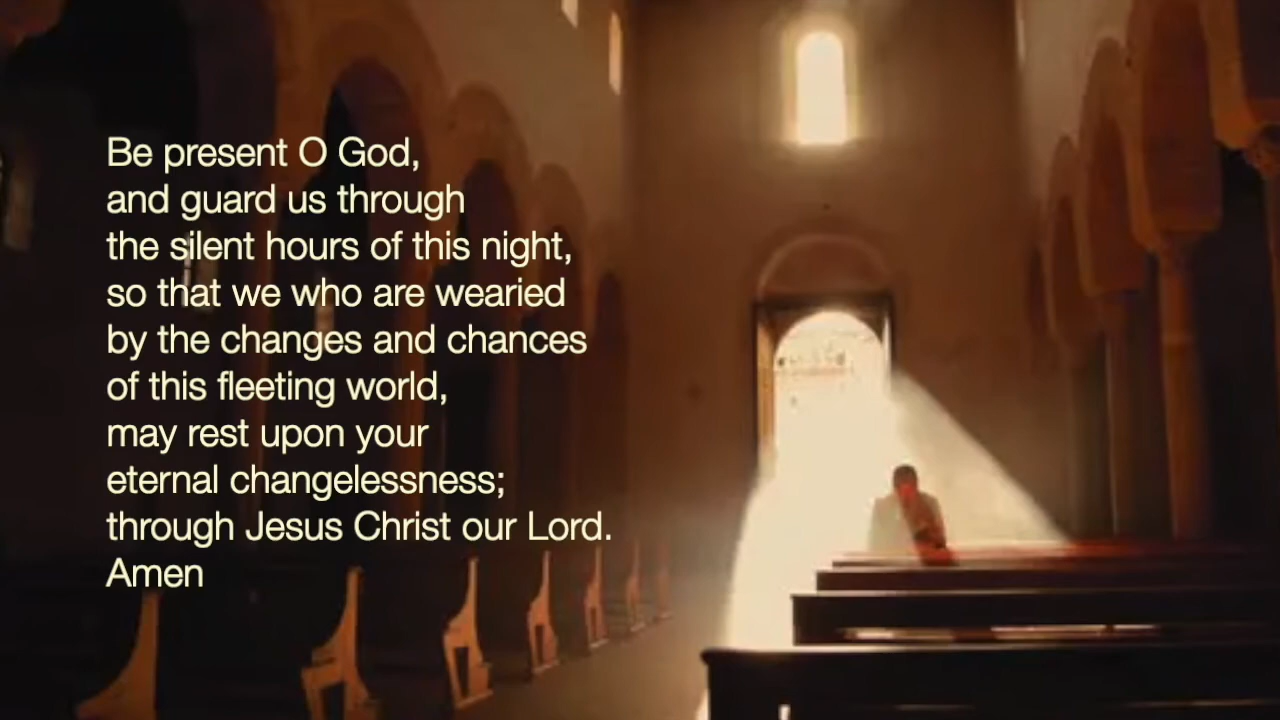 Be present O God,
and guard us through
the silent hours of this night,
so that we who are wearied
by the changes and chances
of this fleeting world,
may rest upon your
eternal changelessness;
through Jesus Christ our Lord.
Amen